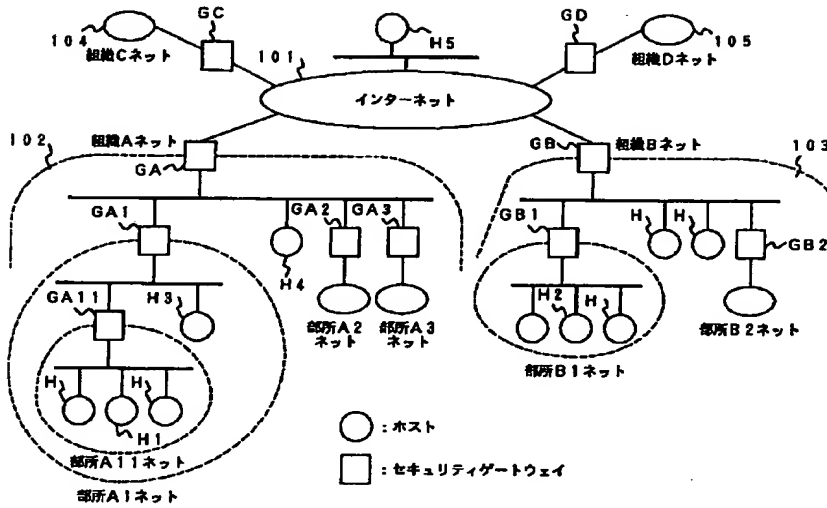 GC
GD
104
組織Cネット
101
H5
105
組織Dネット
インターネット
102
組織Aネット
GA
GB
組織Bネット
103
GA1
GA2
GA3
H4
GB1
H
H
GB2
GA11
H3
部所A2
ネット
部所A3
ネット
H2
H
部所B2ネット
部所B1ネット
H
H
H1
部所A11ネット
部所A1ネット
:ホスト
:セキュリティゲートウェイ